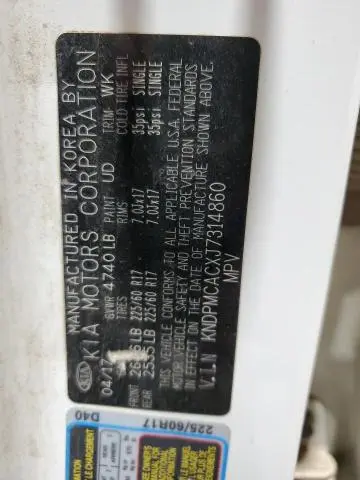 MANUFACTURED IN KOREA BY
KIA MOTORS CORPORATION
04/17 GVWR 4740LB PAINT UD TRIM WK
TIRES RIMS COLD TIRE INFL
FRONT 225/60 R17 7.0Jx17 35psi SINGLE
REAR 225/60 R17 7.0Jx17 35psi SINGLE
THIS VEHICLE CONFORMS TO ALL APPLICABLE U.S.A. FEDERAL
MOTOR VEHICLE SAFETY AND THEFT PREVENTION STANDARDS
IN EFFECT ON THE DATE OF MANUFACTURE SHOWN ABOVE.
V.I.N KNDPMCACXJ7314860
MPV
225/60R17
D40